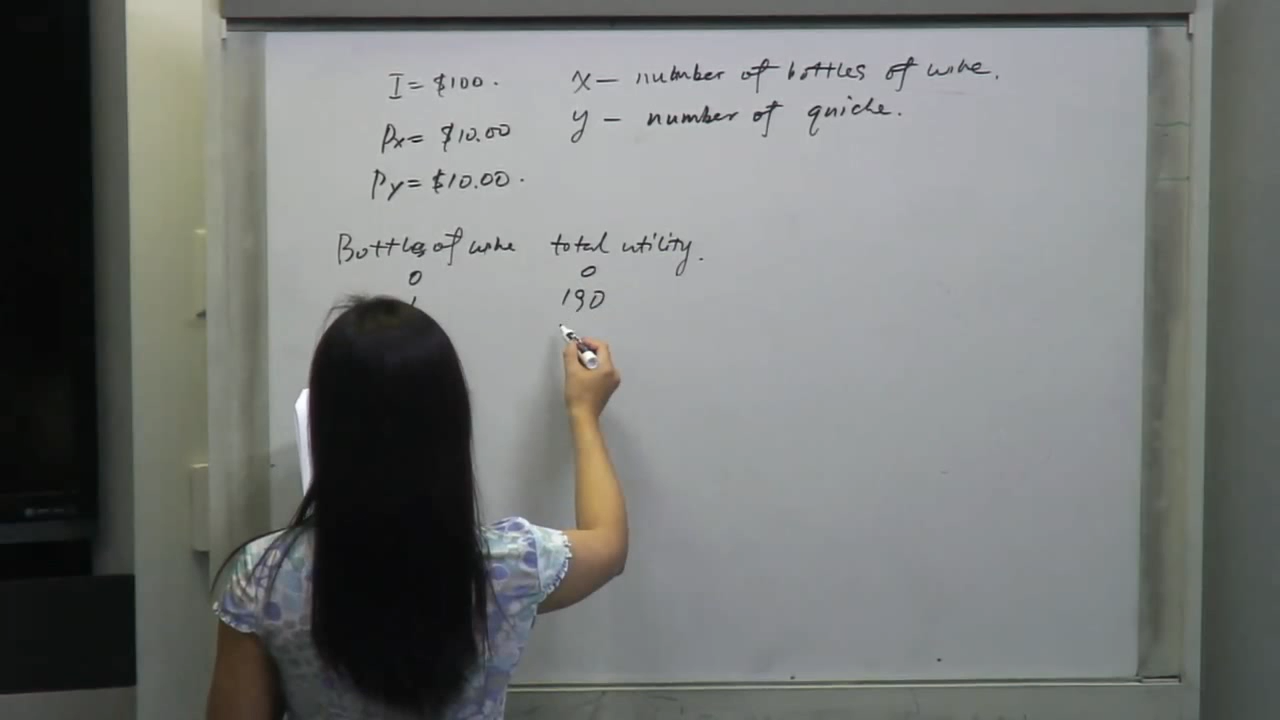 I = $100. x — number of bottles of wine.
Px = $10.00 y — number of quiche.
Py = $10.00.
Bottles of wine total utility.
0 0
1 190